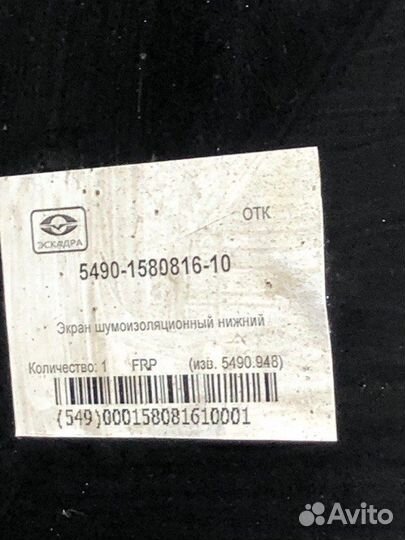 ЭСКАДРА
ОТК
5490-1580816-10
Экран шумоизоляционный нижний
Количество: 1 FRP (изв. 5490.948)
(549)000158081610001
Avito